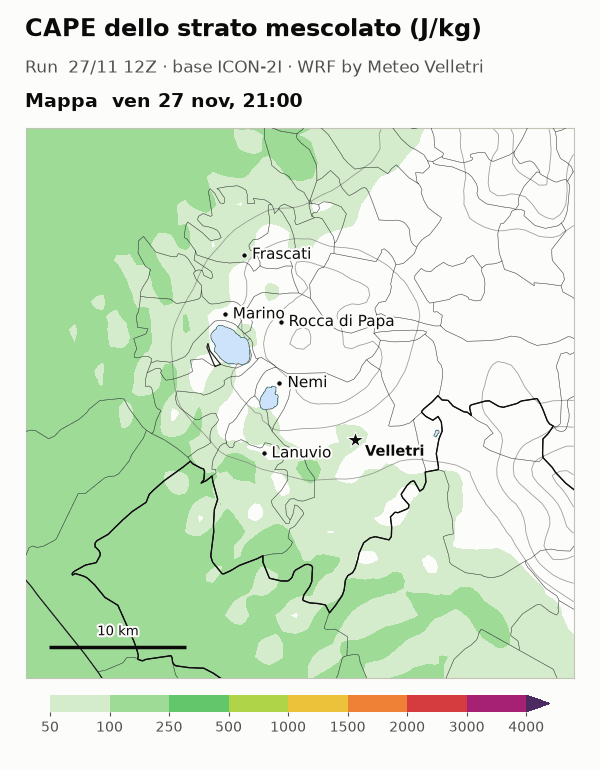 CAPE dello strato mescolato (J/kg)
Run  27/11 12Z · base ICON-2I · WRF by Meteo Velletri
Mappa  ven 27 nov, 21:00
Frascati
Marino
Rocca di Papa
Nemi
Velletri
Lanuvio
10 km
50 100 250 500 1000 1500 2000 3000 4000